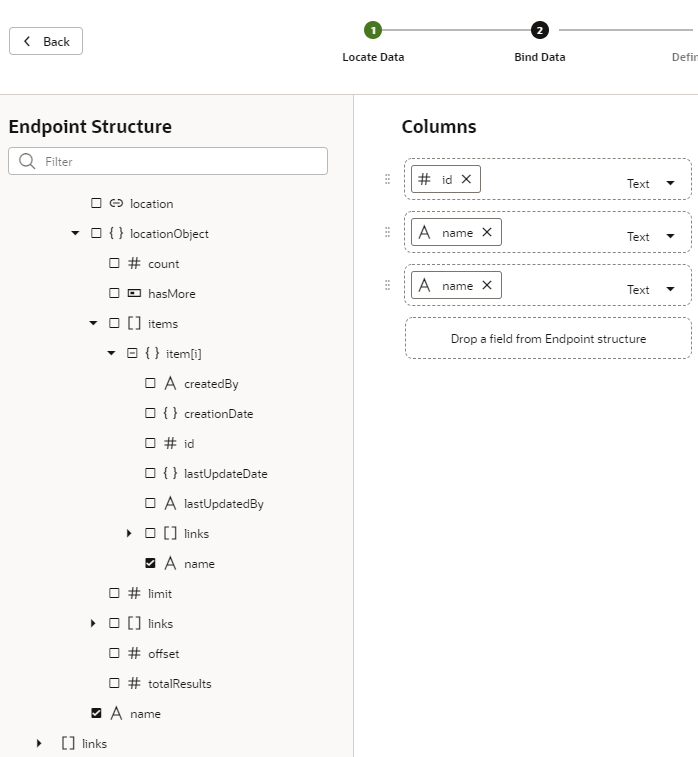 Back
1
2
Locate Data
Bind Data
Defin
Endpoint Structure
Filter
location
{ } locationObject
# count
hasMore
[ ] items
{ } item[i]
A createdBy
{ } creationDate
# id
{ } lastUpdateDate
A lastUpdatedBy
[ ] links
A name
# limit
[ ] links
# offset
# totalResults
A name
[ ] links
Columns
# id × Text
A name × Text
A name × Text
Drop a field from Endpoint structure